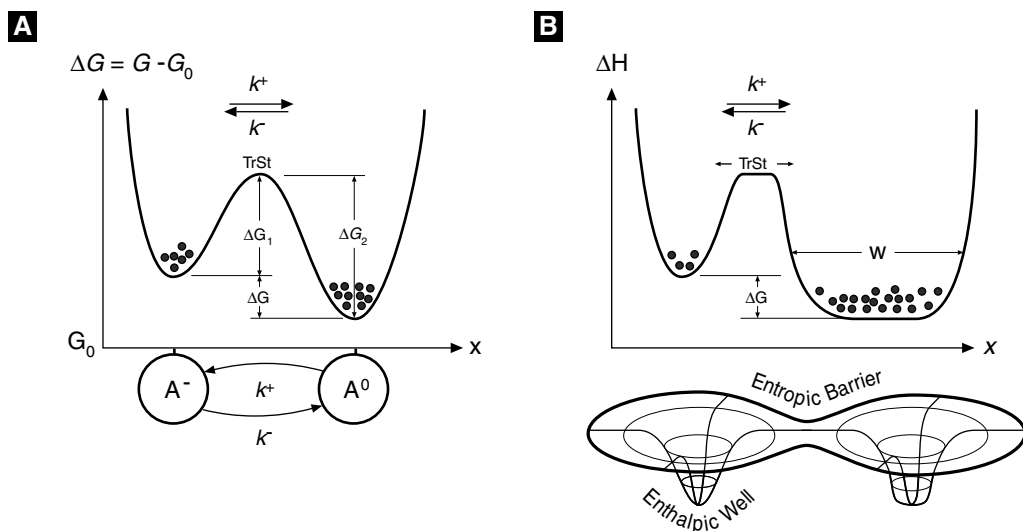 A
ΔG = G -G₀
k⁺
k⁻
TrSt
ΔG₁
ΔG₂
ΔG
G₀
x
A⁻
k⁺
A⁰
k⁻
B
ΔH
k⁺
k⁻
TrSt
w
ΔG
x
Entropic Barrier
Enthalpic Well